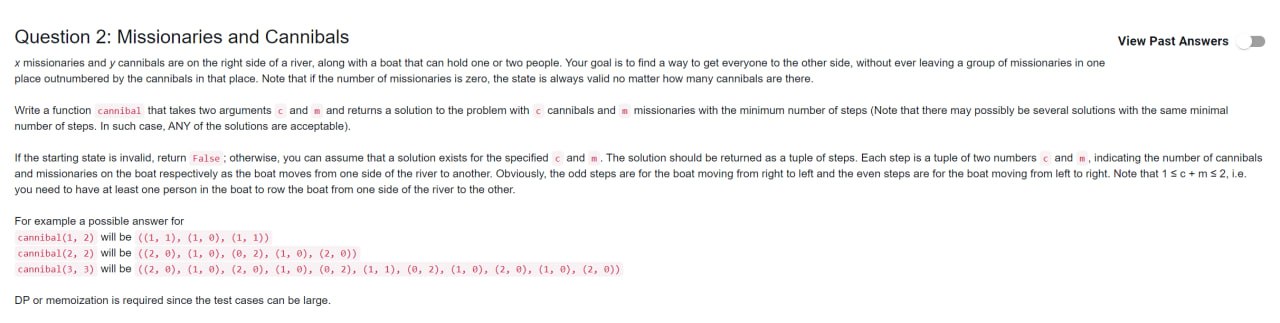 Question 2: Missionaries and Cannibals
View Past Answers
x missionaries and y cannibals are on the right side of a river, along with a boat that can hold one or two people. Your goal is to find a way to get everyone to the other side, without ever leaving a group of missionaries in one
place outnumbered by the cannibals in that place. Note that if the number of missionaries is zero, the state is always valid no matter how many cannibals are there.
Write a function cannibal that takes two arguments c and m and returns a solution to the problem with c cannibals and m missionaries with the minimum number of steps (Note that there may possibly be several solutions with the same minimal
number of steps. In such case, ANY of the solutions are acceptable).
If the starting state is invalid, return False ; otherwise, you can assume that a solution exists for the specified c and m . The solution should be returned as a tuple of steps. Each step is a tuple of two numbers c and m , indicating the number of cannibals
and missionaries on the boat respectively as the boat moves from one side of the river to another. Obviously, the odd steps are for the boat moving from right to left and the even steps are for the boat moving from left to right. Note that 1 ≤ c + m ≤ 2, i.e.
you need to have at least one person in the boat to row the boat from one side of the river to the other.
For example a possible answer for
cannibal(1, 2) will be ((1, 1), (1, 0), (1, 1))
cannibal(2, 2) will be ((2, 0), (1, 0), (0, 2), (1, 0), (2, 0))
cannibal(3, 3) will be ((2, 0), (1, 0), (2, 0), (1, 0), (0, 2), (1, 1), (0, 2), (1, 0), (2, 0), (1, 0), (2, 0))
DP or memoization is required since the test cases can be large.